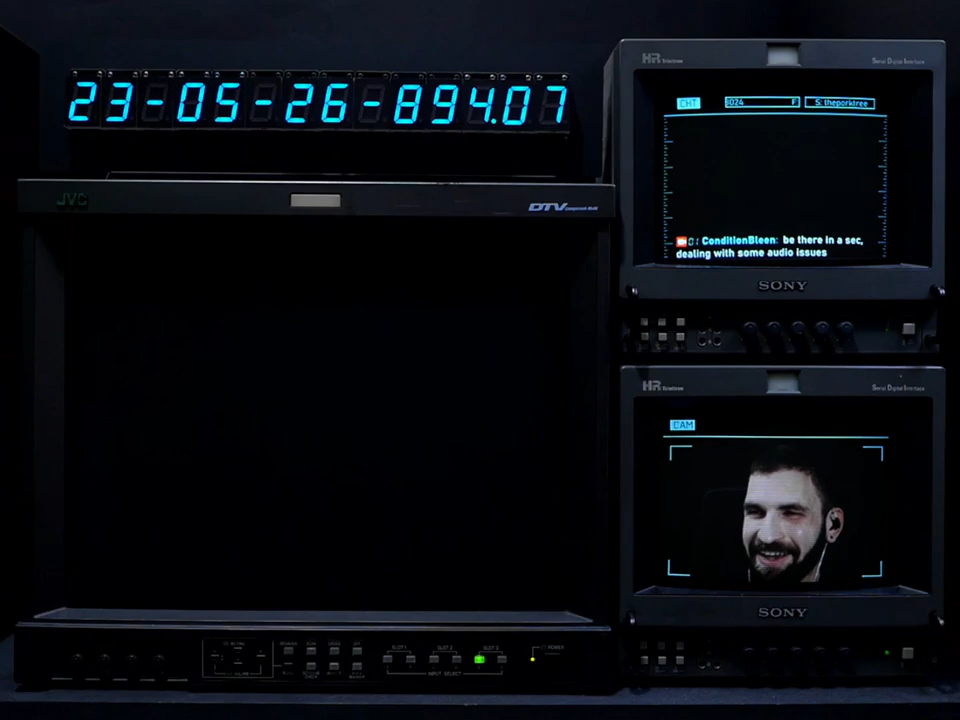 23-05-26-894.07
JVC
DTV
HR Trinitron
Serial Digital Interface
CHT
1024
F
S: theporktree
ConditionBleen: be there in a sec,
dealing with some audio issues
SONY
HR Trinitron
Serial Digital Interface
CAM
SONY
SLOT 1
SLOT 2
SLOT 3
INPUT SELECT
POWER